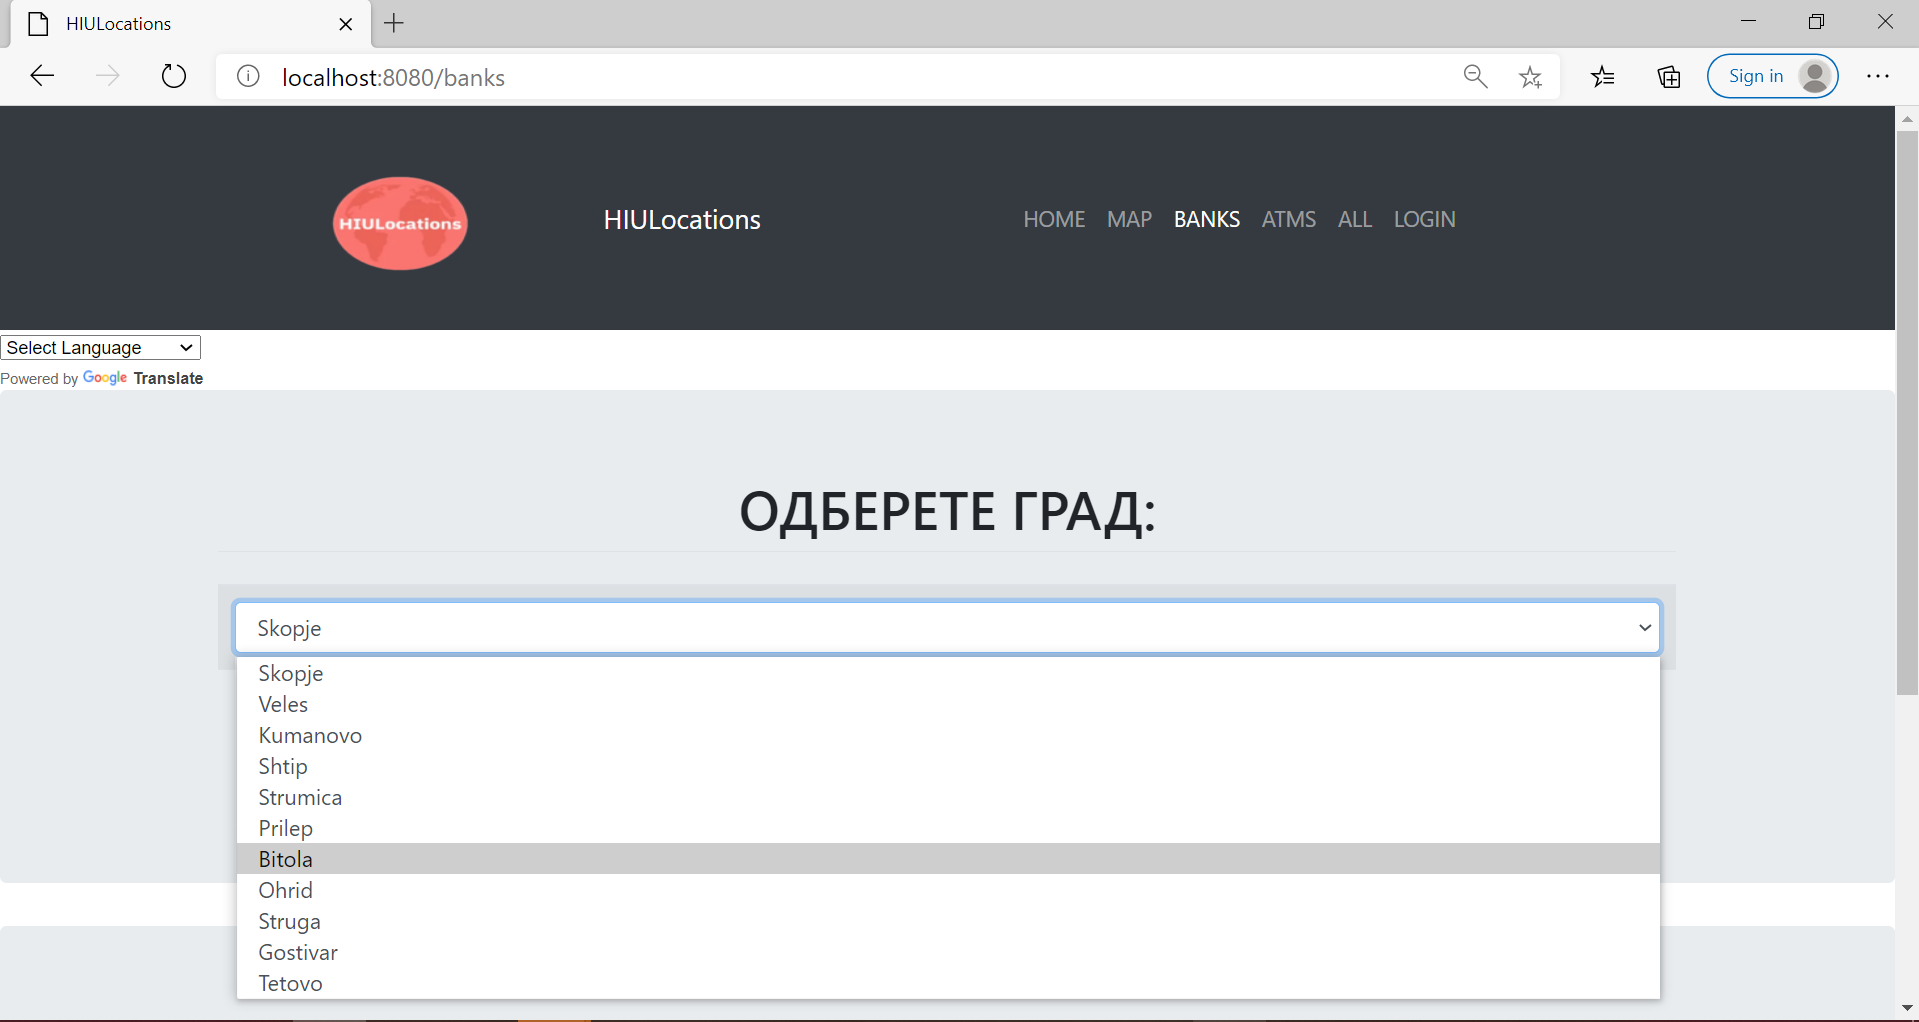 HIULocations
localhost:8080/banks
Sign in
HIULocations
HIULocations
HOME MAP BANKS ATMS ALL LOGIN
Select Language
Powered by Google Translate
ОДБЕРЕТЕ ГРАД:
Skopje
Skopje
Veles
Kumanovo
Shtip
Strumica
Prilep
Bitola
Ohrid
Struga
Gostivar
Tetovo